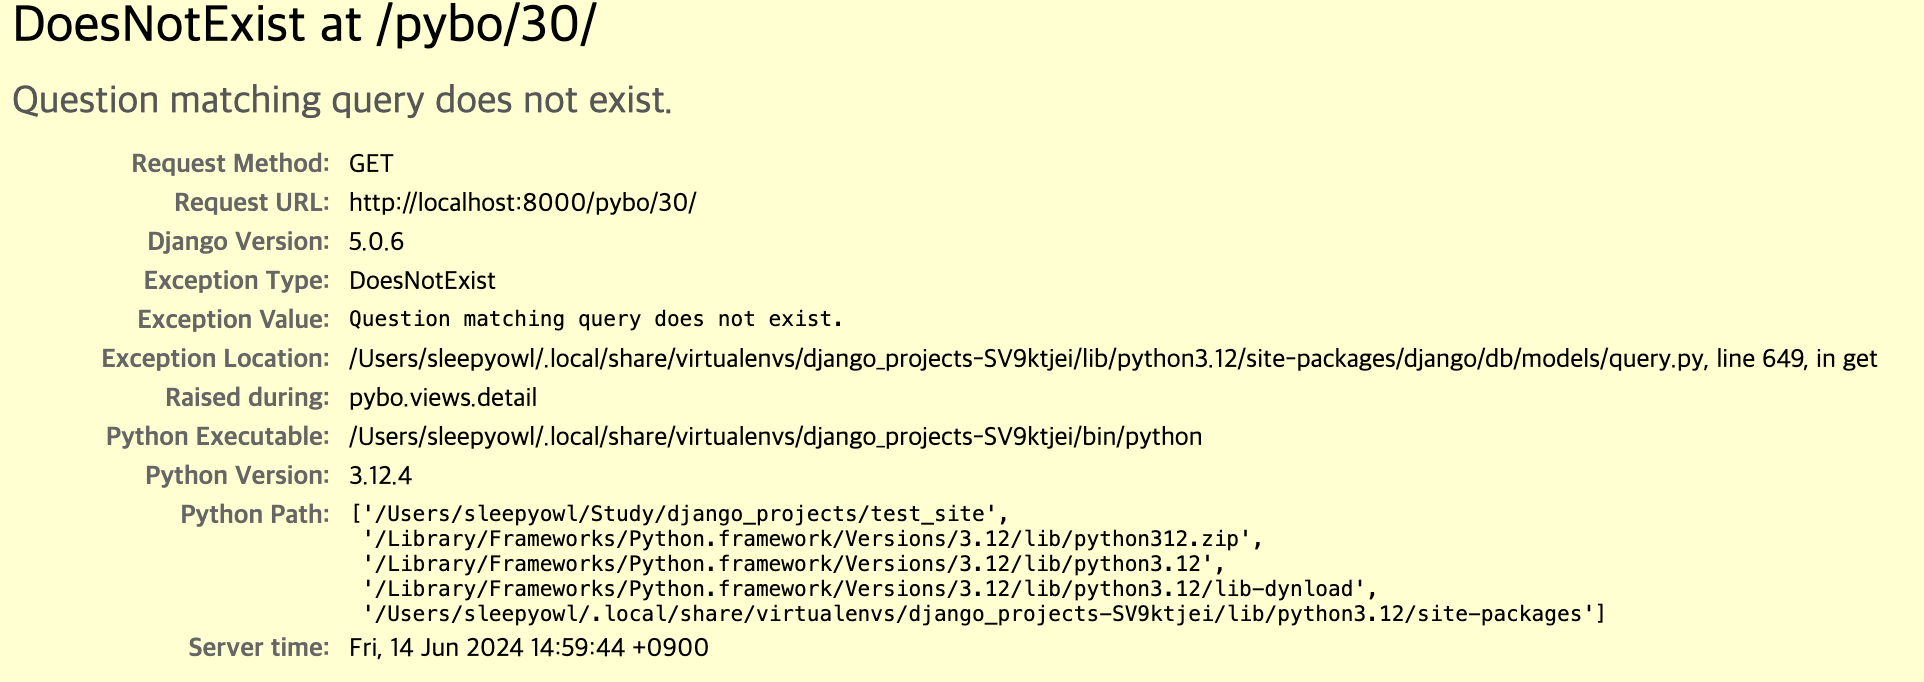 DoesNotExist at /pybo/30/
Question matching query does not exist.
Request Method: GET
Request URL: http://localhost:8000/pybo/30/
Django Version: 5.0.6
Exception Type: DoesNotExist
Exception Value: Question matching query does not exist.
Exception Location: /Users/sleepyowl/.local/share/virtualenvs/django_projects-SV9ktjei/lib/python3.12/site-packages/django/db/models/query.py, line 649, in get
Raised during: pybo.views.detail
Python Executable: /Users/sleepyowl/.local/share/virtualenvs/django_projects-SV9ktjei/bin/python
Python Version: 3.12.4
Python Path: ['/Users/sleepyowl/Study/django_projects/test_site',
'/Library/Frameworks/Python.framework/Versions/3.12/lib/python312.zip',
'/Library/Frameworks/Python.framework/Versions/3.12/lib/python3.12',
'/Library/Frameworks/Python.framework/Versions/3.12/lib/python3.12/lib-dynload',
'/Users/sleepyowl/.local/share/virtualenvs/django_projects-SV9ktjei/lib/python3.12/site-packages']
Server time: Fri, 14 Jun 2024 14:59:44 +0900